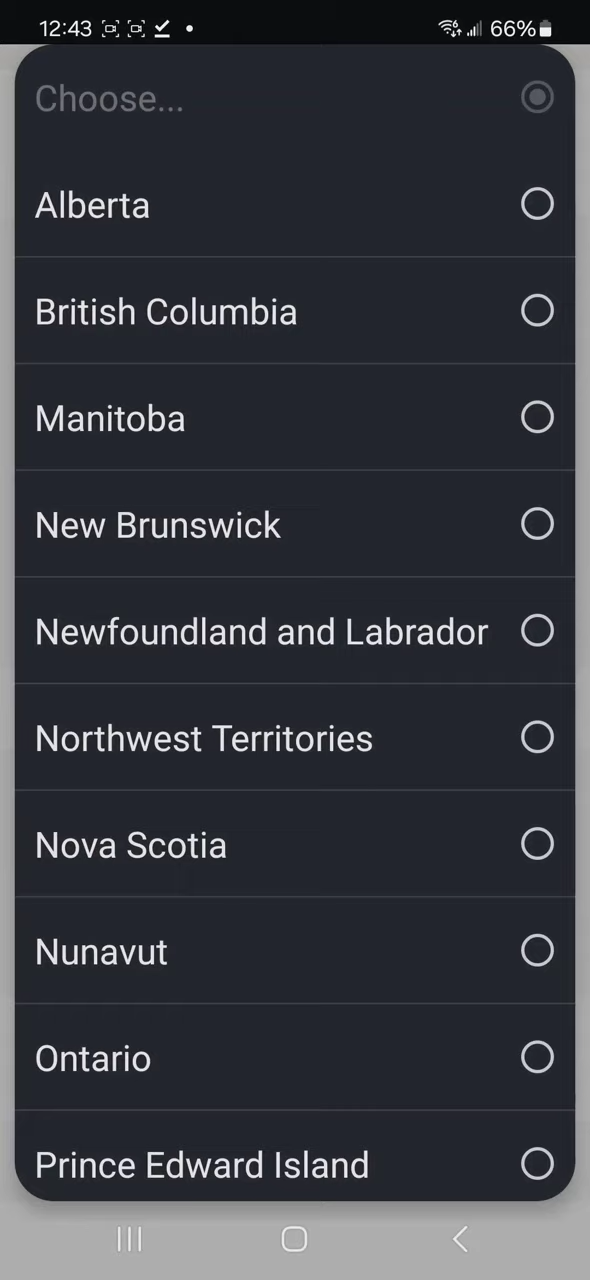 12:43 66%
Choose...
Alberta
British Columbia
Manitoba
New Brunswick
Newfoundland and Labrador
Northwest Territories
Nova Scotia
Nunavut
Ontario
Prince Edward Island